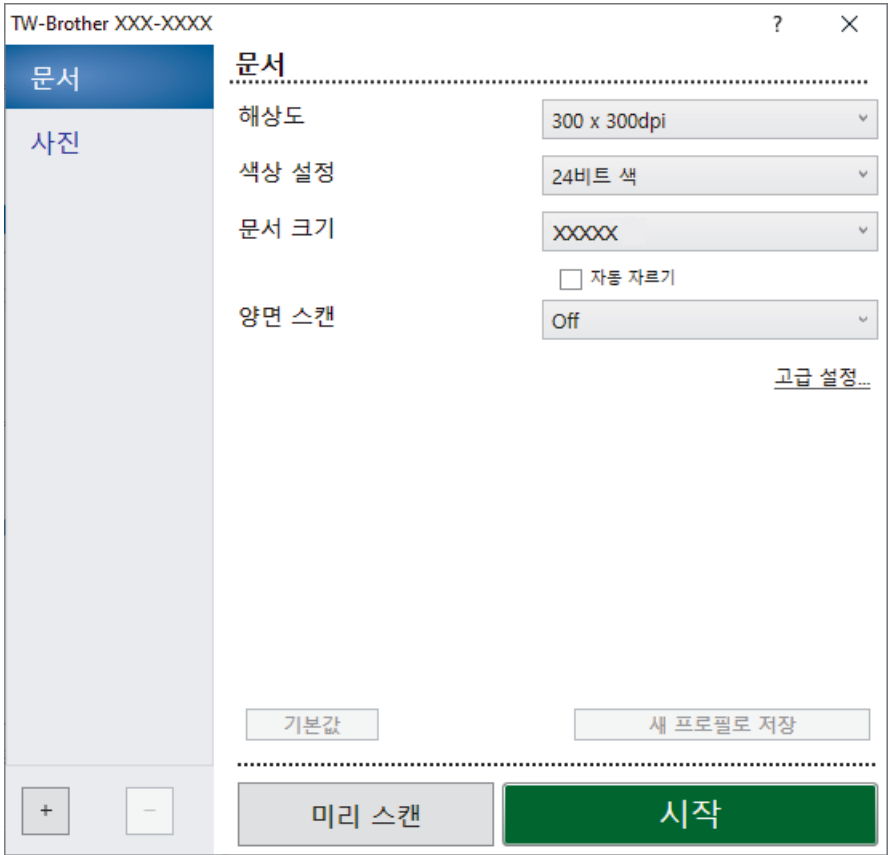 TW-Brother XXX-XXXX ? ×
문서
사진
문서
해상도 300 x 300dpi
색상 설정 24비트 색
문서 크기 XXXXX
자동 자르기
양면 스캔 Off
고급 설정...
기본값 새 프로필로 저장
+ − 미리 스캔 시작